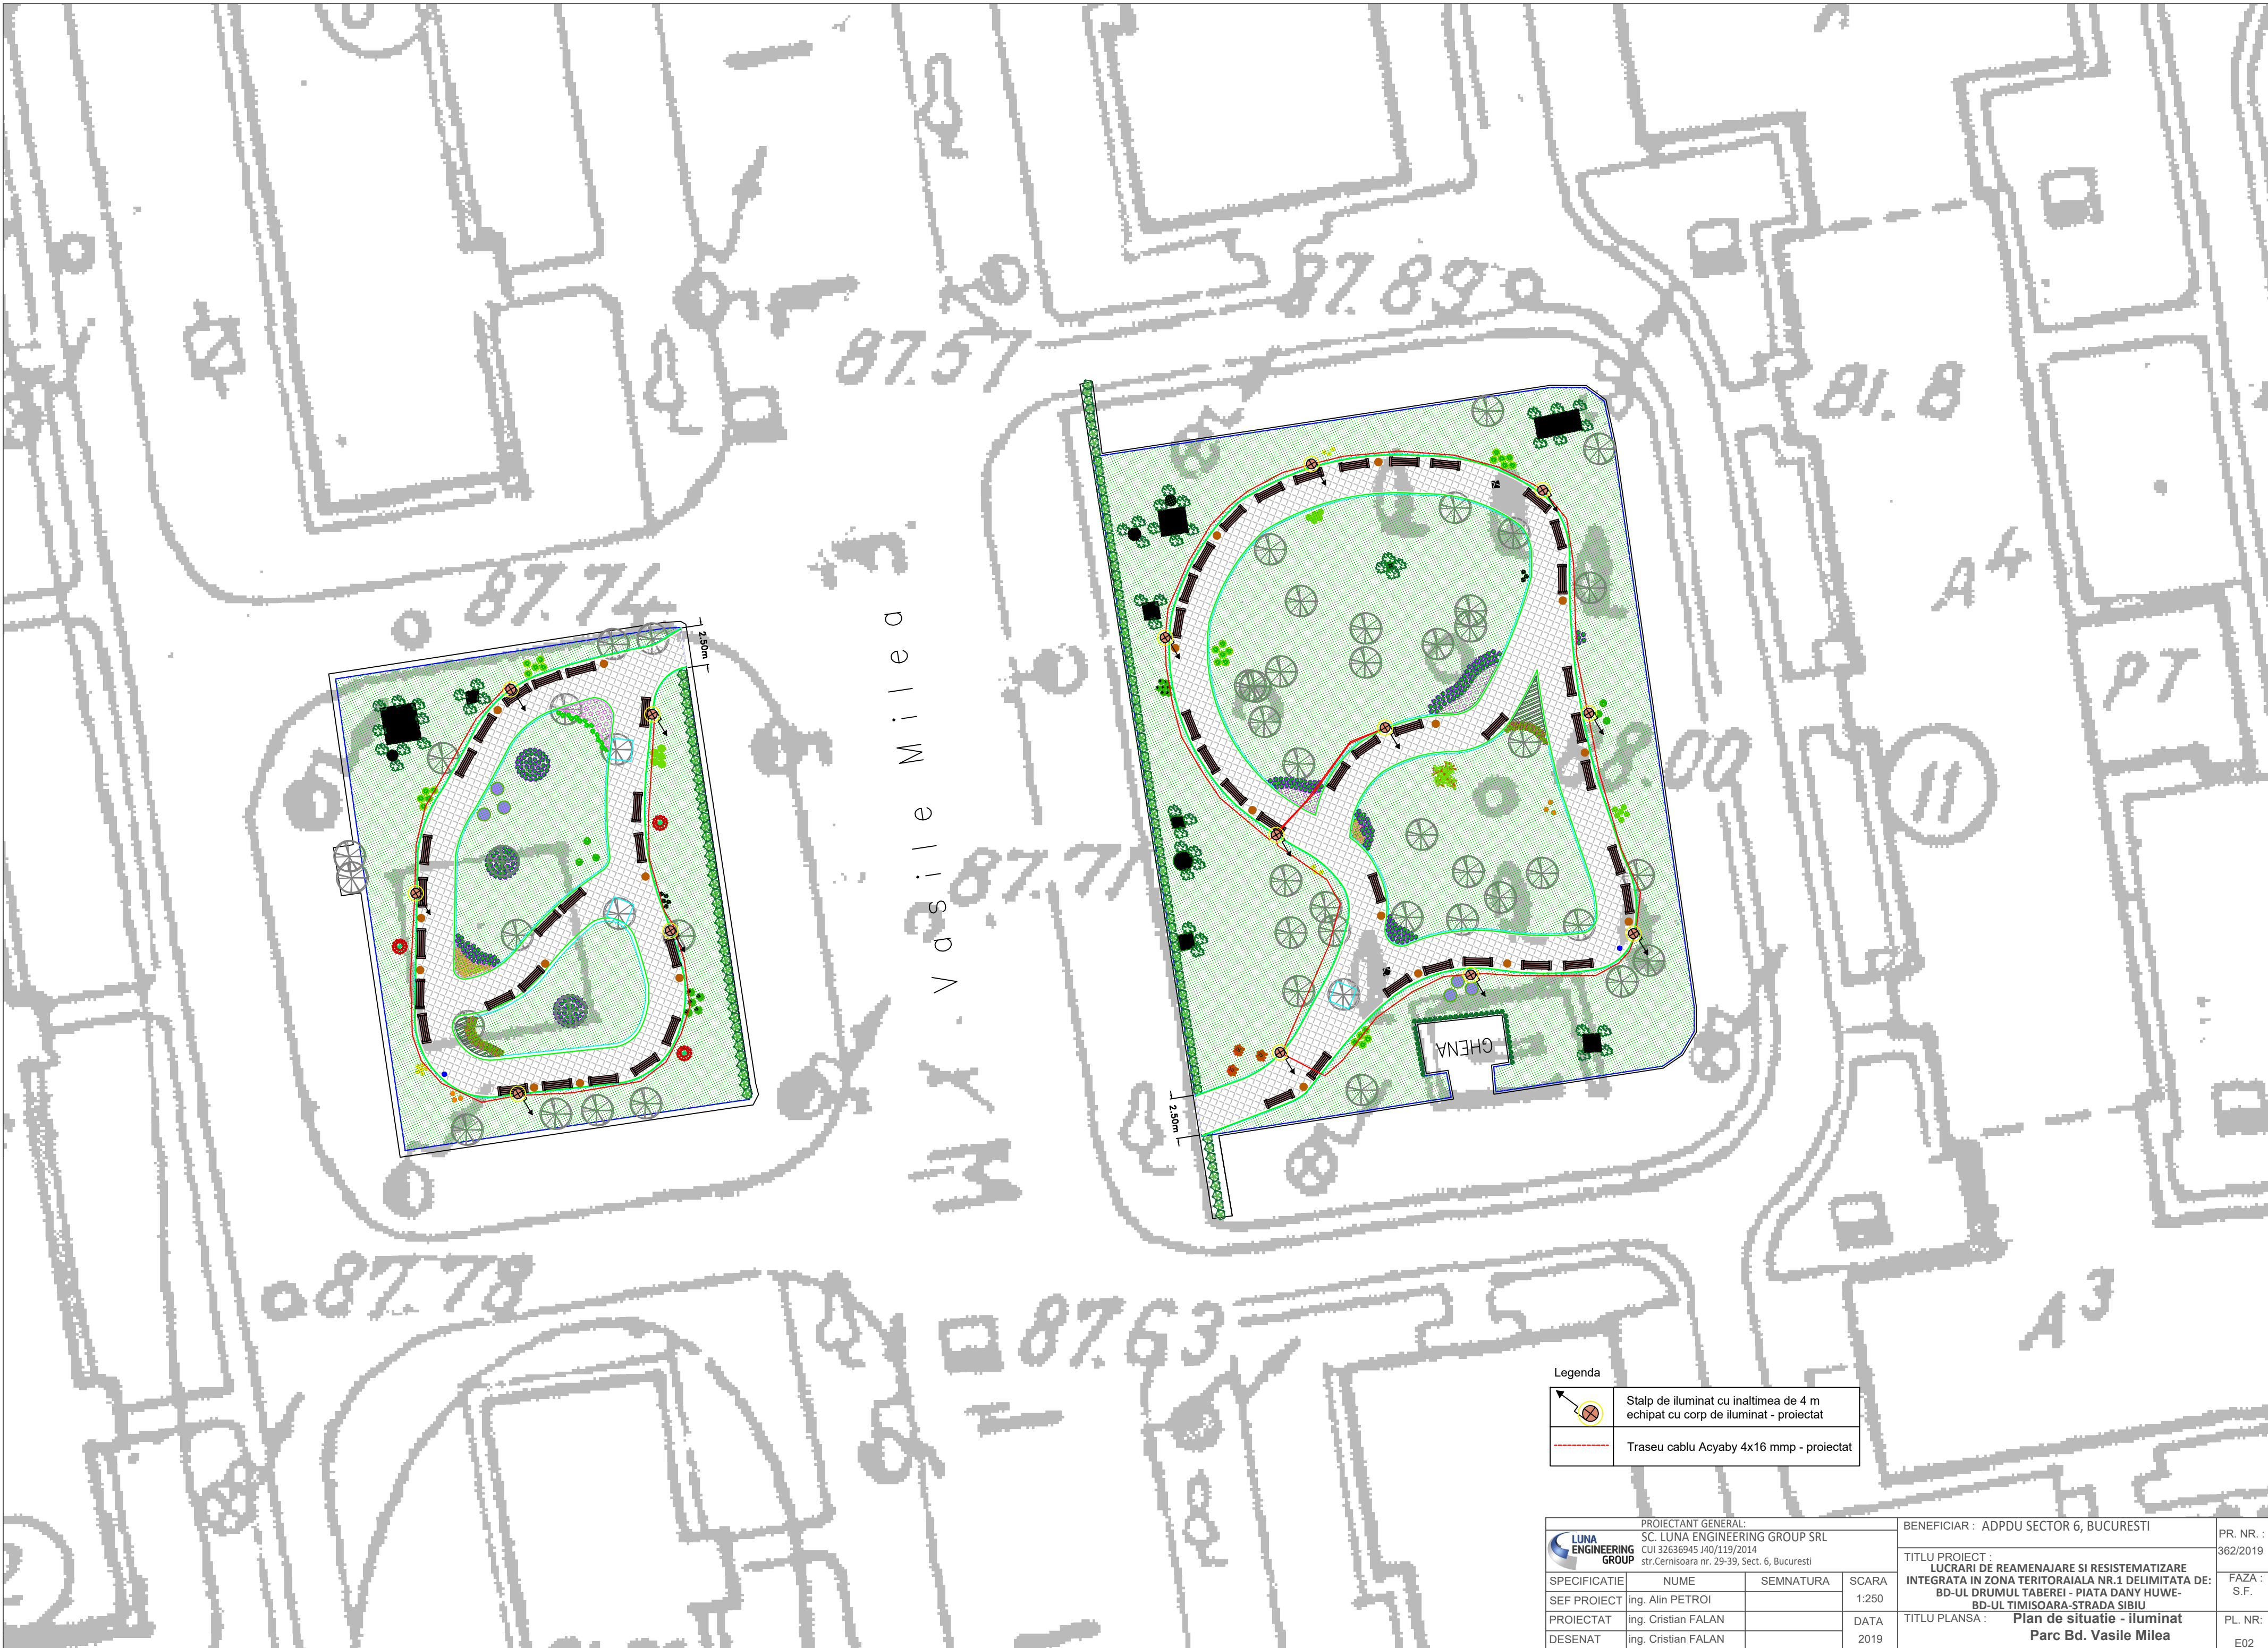 87.57
87.89
81.8
A4
PT
87.74
2.50m
Vasile Milea
88.00
11
87.71
GHENA
2.50m
87.78
87.63
A3
Legenda
Stalp de iluminat cu inaltimea de 4 m
echipat cu corp de iluminat - proiectat
Traseu cablu Acyaby 4x16 mmp - proiectat
LUNA
ENGINEERING
GROUP
PROIECTANT GENERAL:
SC. LUNA ENGINEERING GROUP SRL
CUI 32636945 J40/119/2014
str.Cernisoara nr. 29-39, Sect. 6, Bucuresti
BENEFICIAR : ADPDU SECTOR 6, BUCURESTI
PR. NR. :
362/2019
TITLU PROIECT :
LUCRARI DE REAMENAJARE SI RESISTEMATIZARE
INTEGRATA IN ZONA TERITORAIALA NR.1 DELIMITATA DE:
BD-UL DRUMUL TABEREI - PIATA DANY HUWE-
BD-UL TIMISOARA-STRADA SIBIU
FAZA :
S.F.
SPECIFICATIE NUME SEMNATURA SCARA
SEF PROIECT ing. Alin PETROI 1:250
PROIECTAT ing. Cristian FALAN DATA
DESENAT ing. Cristian FALAN 2019
TITLU PLANSA : Plan de situatie - iluminat
Parc Bd. Vasile Milea
PL. NR:
E02